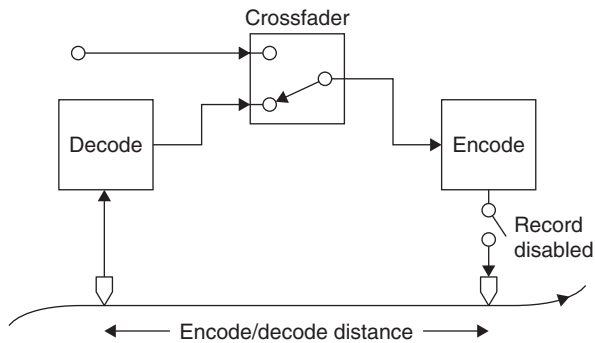 Crossfader
Decode
Encode
Record
disabled
Encode/decode distance